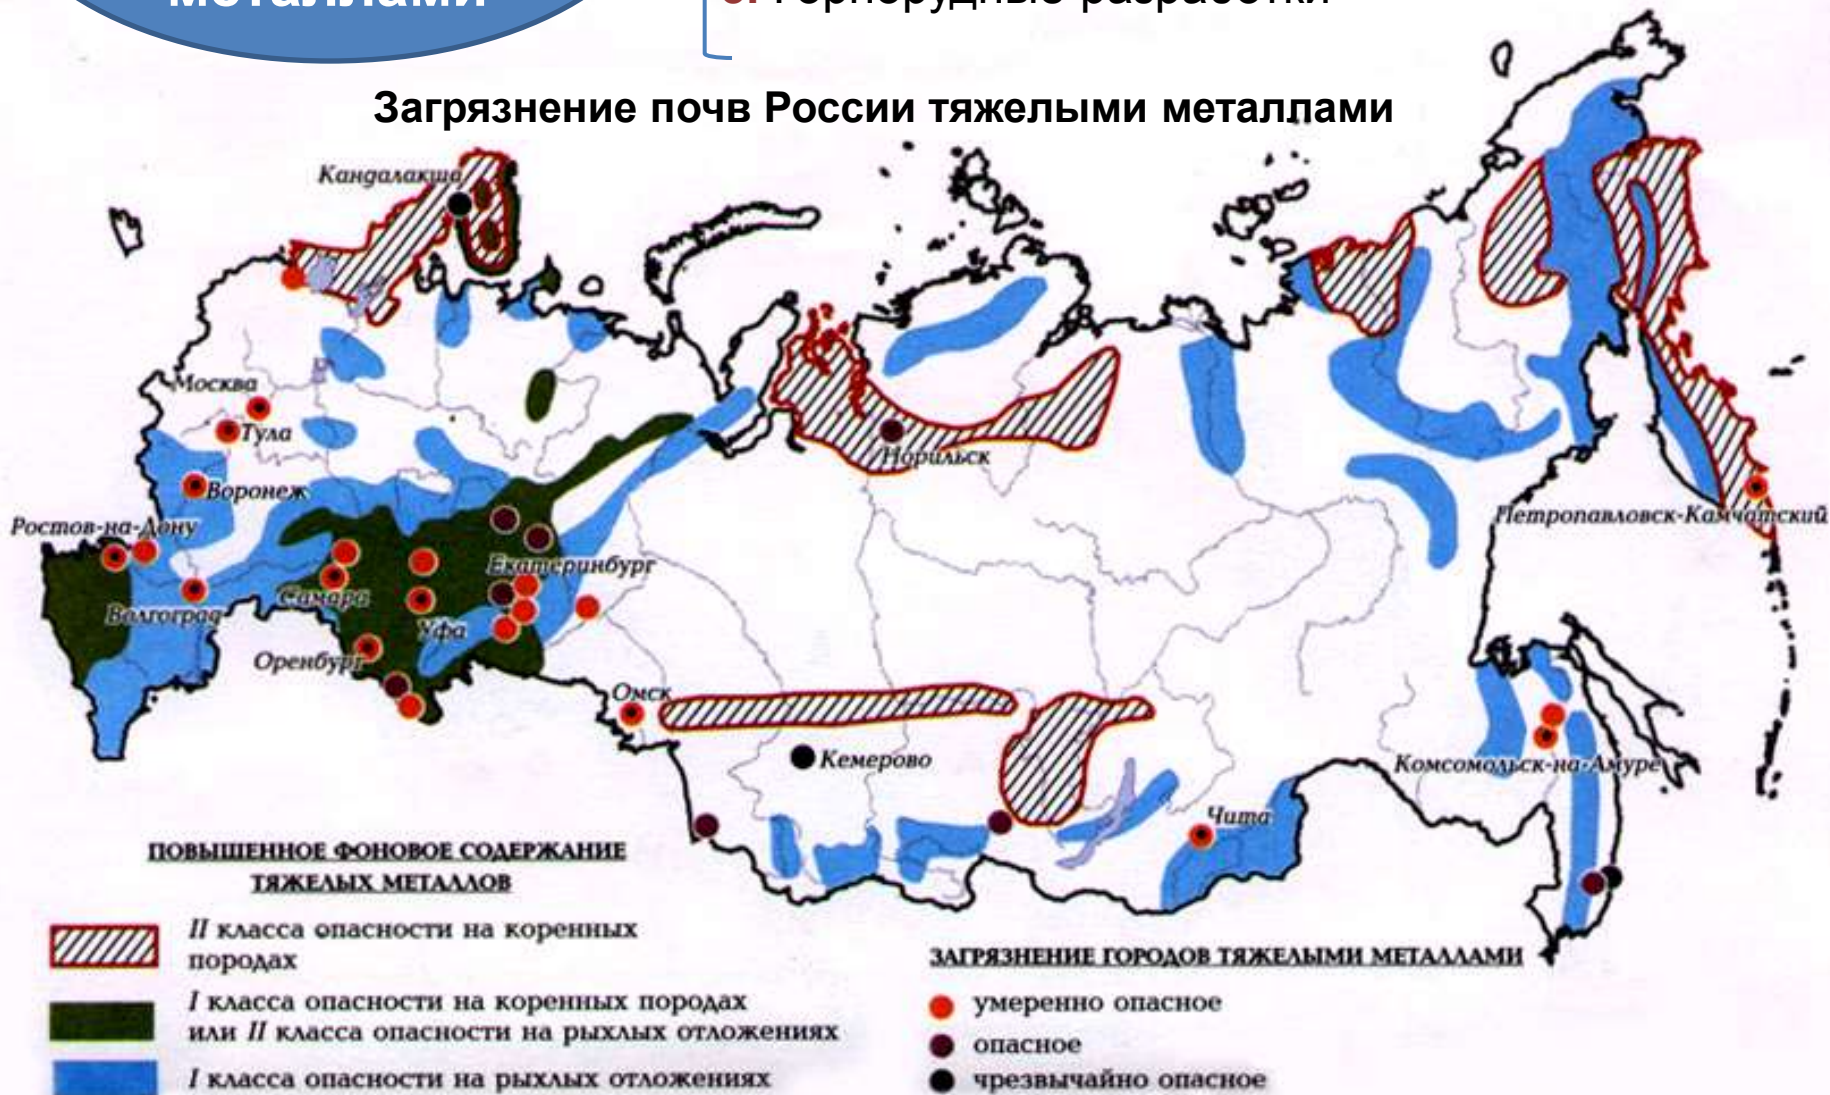 металлами
Горнорудные разработки
Загрязнение почв России тяжелыми металлами
Кандалакша
Москва
Тула
Воронеж
Ростов-на-Дону
Волгоград
Самара
Оренбург
Уфа
Екатеринбург
Норильск
Омск
Кемерово
Чита
Петропавловск-Камчатский
Комсомольск-на-Амуре
ПОВЫШЕННОЕ ФОНОВОЕ СОДЕРЖАНИЕ
ТЯЖЕЛЫХ МЕТАЛЛОВ
II класса опасности на коренных
породах
I класса опасности на коренных породах
или II класса опасности на рыхлых отложениях
I класса опасности на рыхлых отложениях
ЗАГРЯЗНЕНИЕ ГОРОДОВ ТЯЖЕЛЫМИ МЕТАЛЛАМИ
умеренно опасное
опасное
чрезвычайно опасное